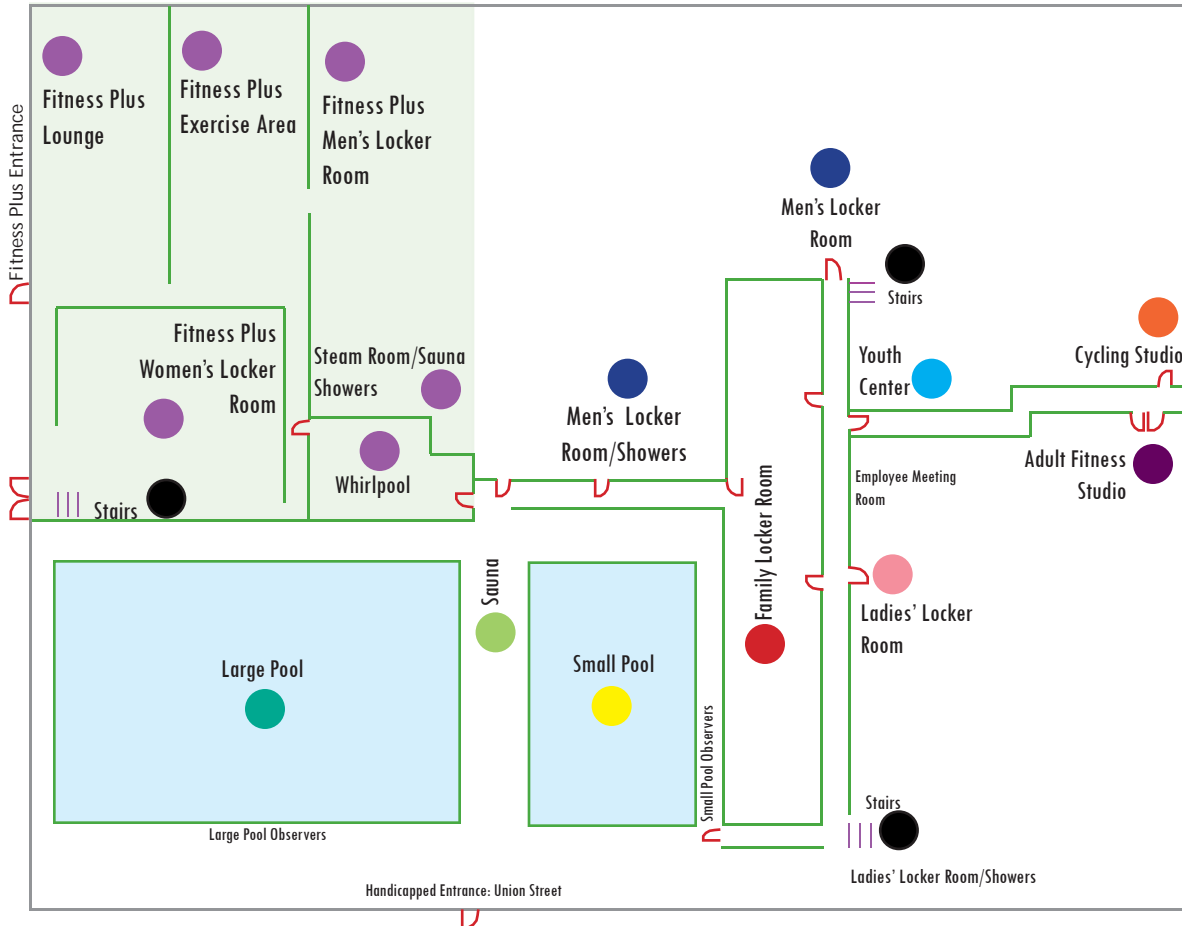 Fitness Plus Entrance
Fitness Plus
Lounge
Fitness Plus
Exercise Area
Fitness Plus
Men's Locker
Room
Men's Locker
Room
Stairs
Fitness Plus
Women's Locker
Room
Steam Room/Sauna
Showers
Youth
Center
Cycling Studio
Men's Locker
Room/Showers
Whirlpool
Stairs
Employee Meeting
Room
Adult Fitness
Studio
Family Locker Room
Sauna
Ladies' Locker
Room
Large Pool
Small Pool
Small Pool Observers
Stairs
Large Pool Observers
Ladies' Locker Room/Showers
Handicapped Entrance: Union Street